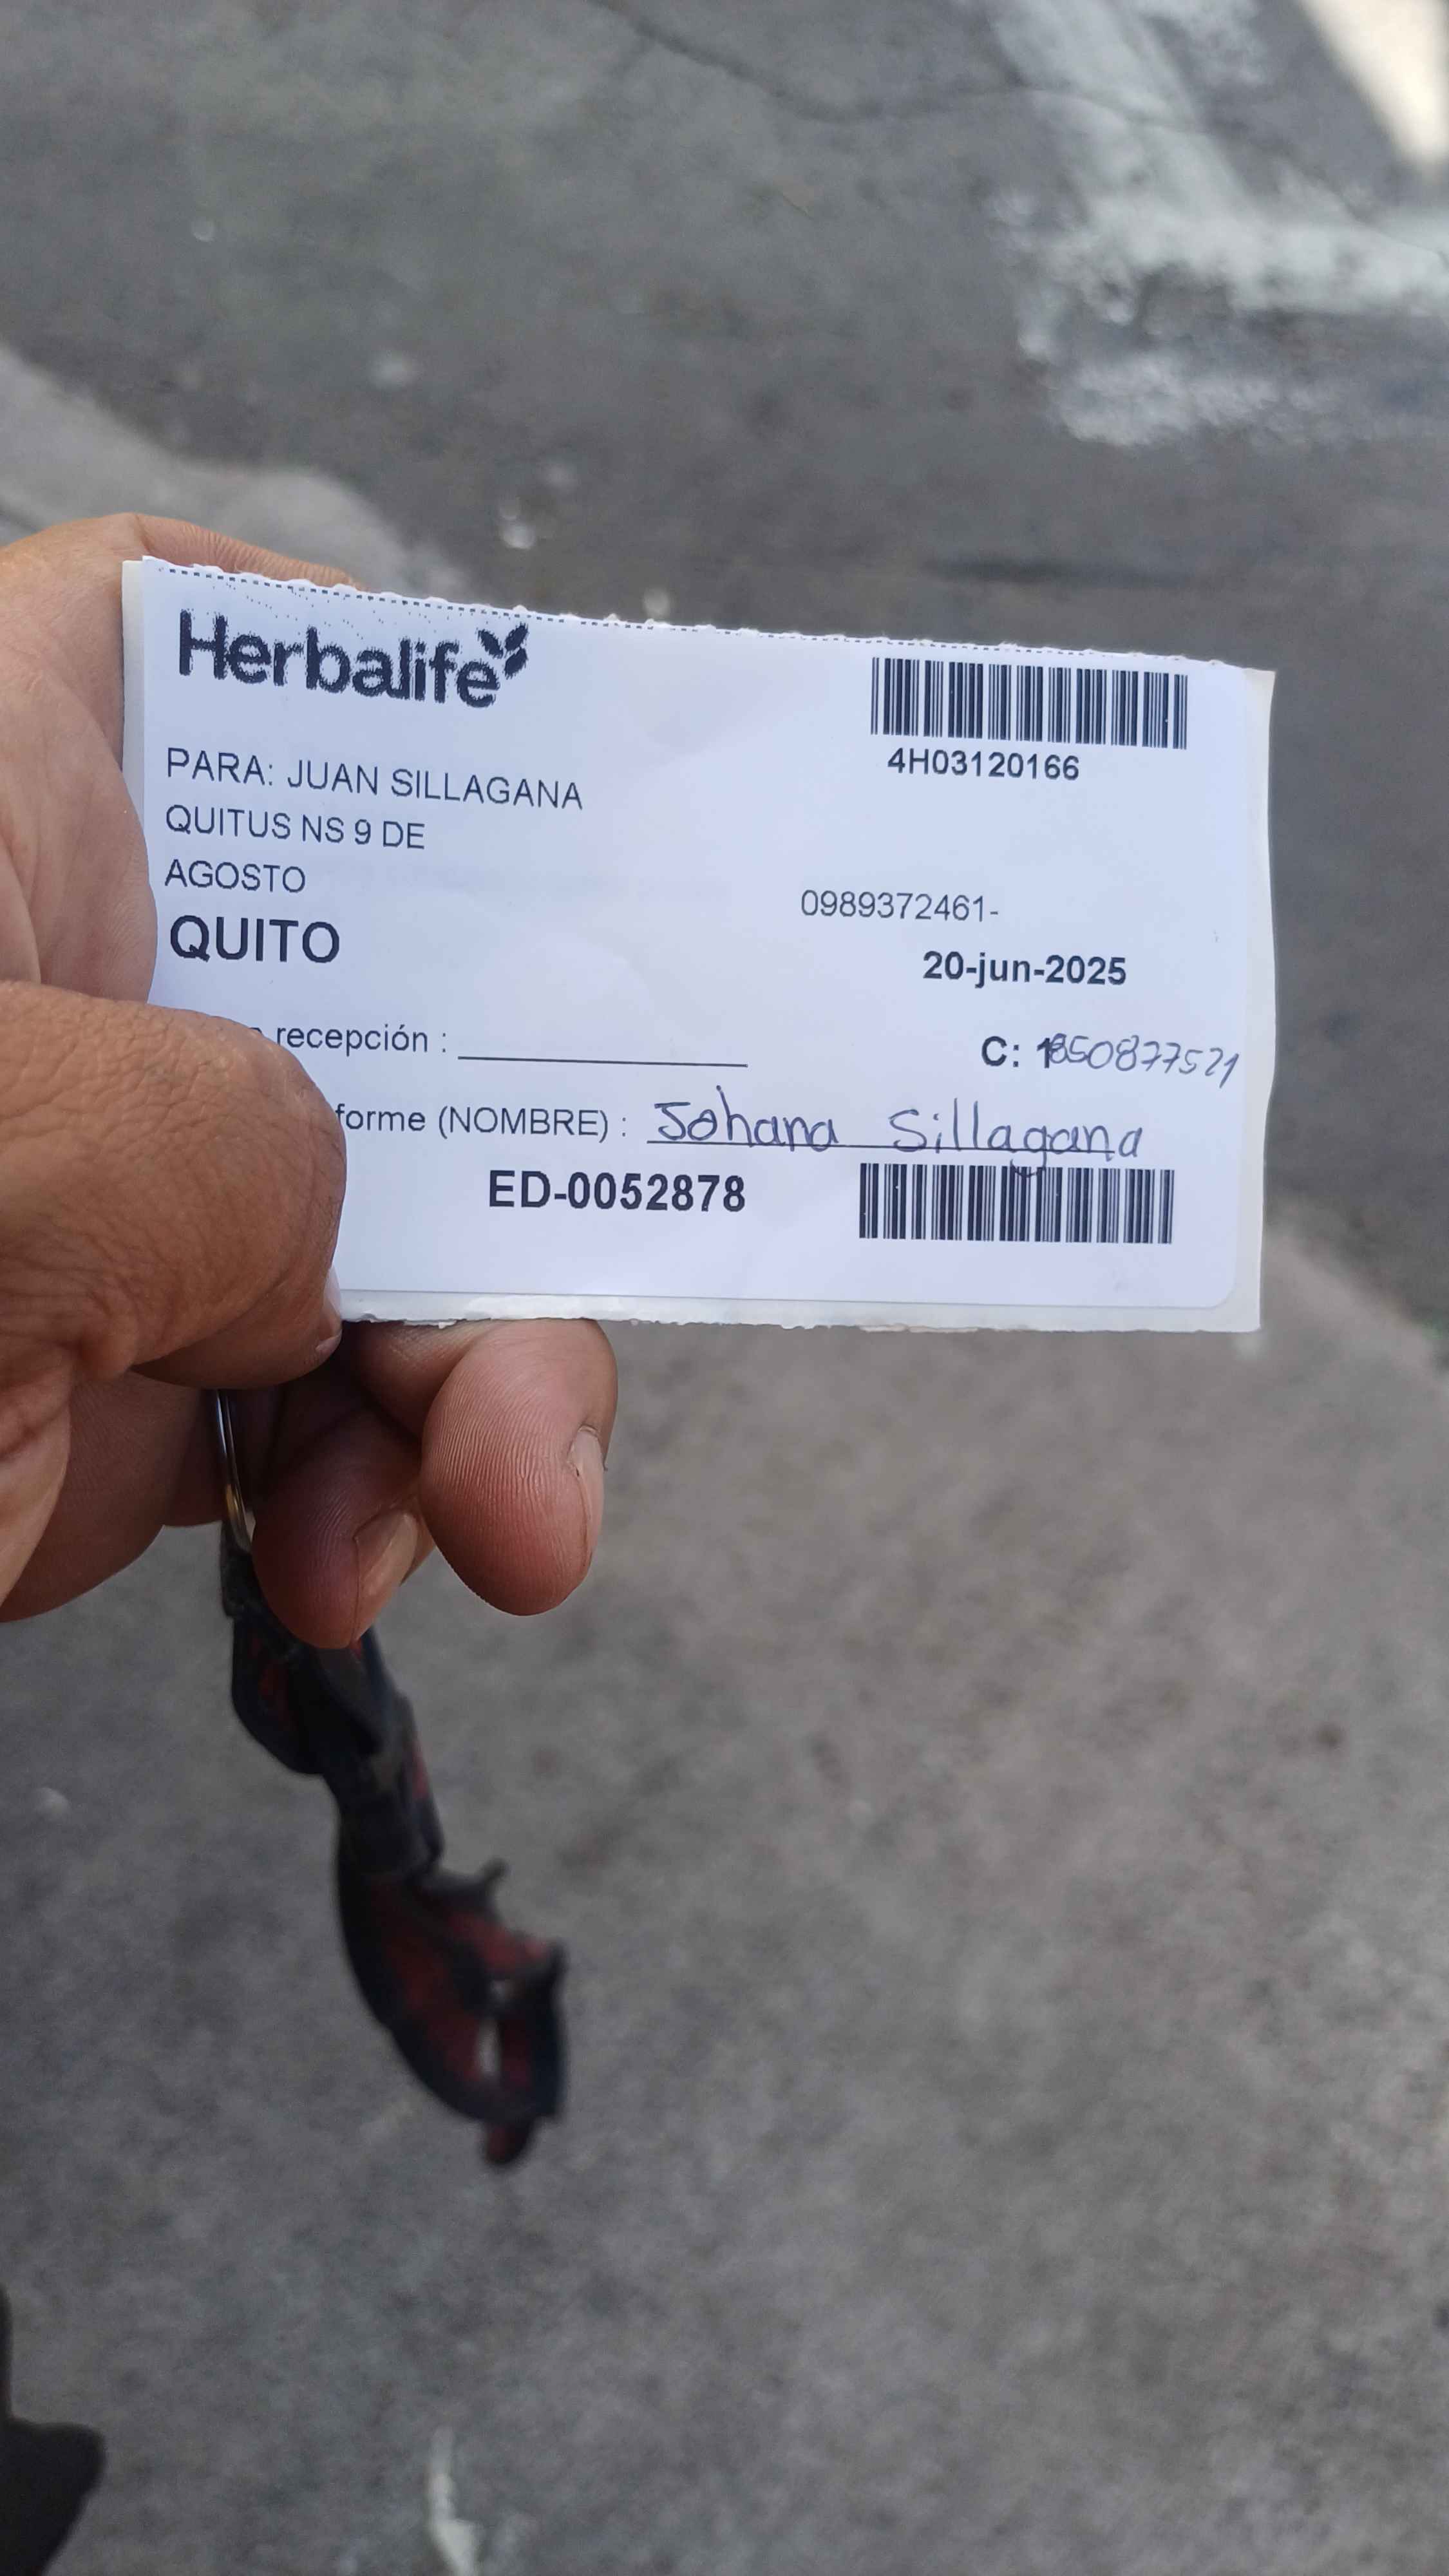 Herbalife
4H03120166
PARA: JUAN SILLAGANA
QUITUS NS 9 DE
AGOSTO
QUITO
0989372461-
20-jun-2025
recepción : 
C: 1850877521
forme (NOMBRE) : Johana Sillagana
ED-0052878